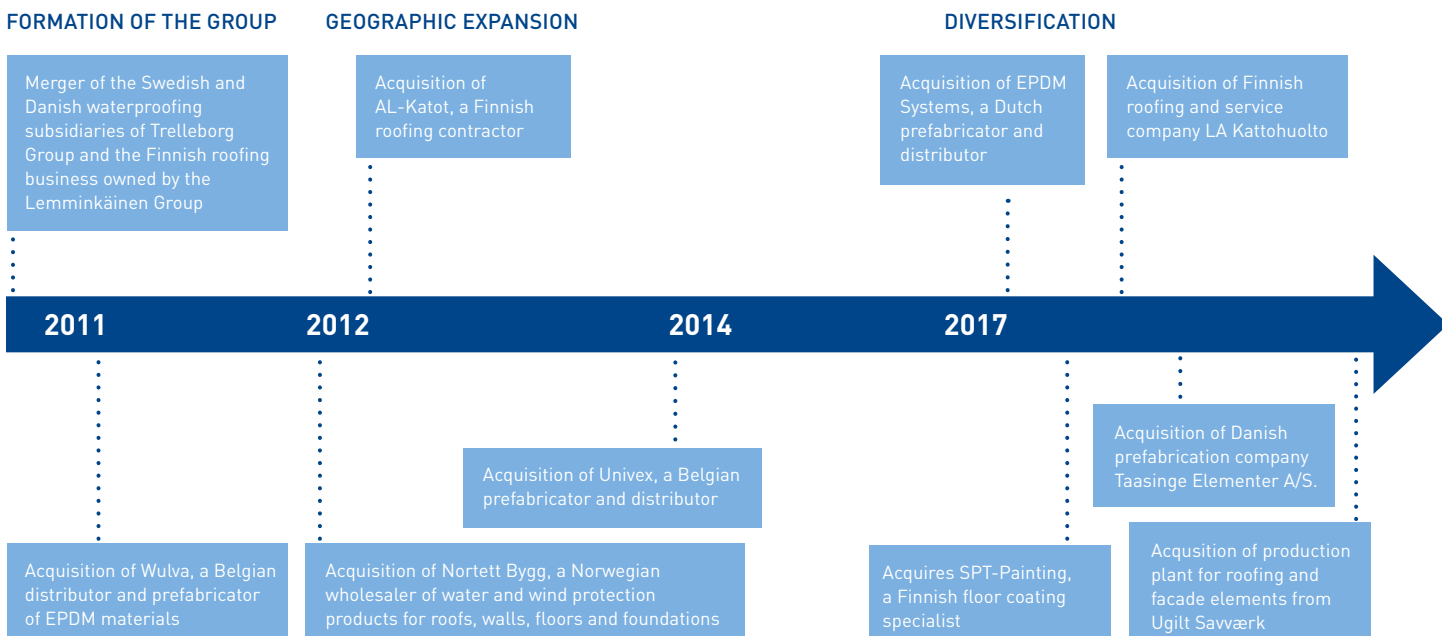 FORMATION OF THE GROUP
GEOGRAPHIC EXPANSION
DIVERSIFICATION
Merger of the Swedish and
Danish waterproofing
subsidiaries of Trelleborg
Group and the Finnish roofing
business owned by the
Lemminkäinen Group
Acquisition of
AL-Katot, a Finnish
roofing contractor
Acquisition of EPDM
Systems, a Dutch
prefabricator and
distributor
Acquisition of Finnish
roofing and service
company LA Kattohuolto
2011
2012
2014
2017
Acquisition of Wulva, a Belgian
distributor and prefabricator
of EPDM materials
Acquisition of Nortett Bygg, a Norwegian
wholesaler of water and wind protection
products for roofs, walls, floors and foundations
Acquisition of Univex, a Belgian
prefabricator and distributor
Acquires SPT-Painting,
a Finnish floor coating
specialist
Acquisition of Danish
prefabrication company
Taasinge Elementer A/S.
Acqusition of production
plant for roofing and
facade elements from
Ugilt Savværk